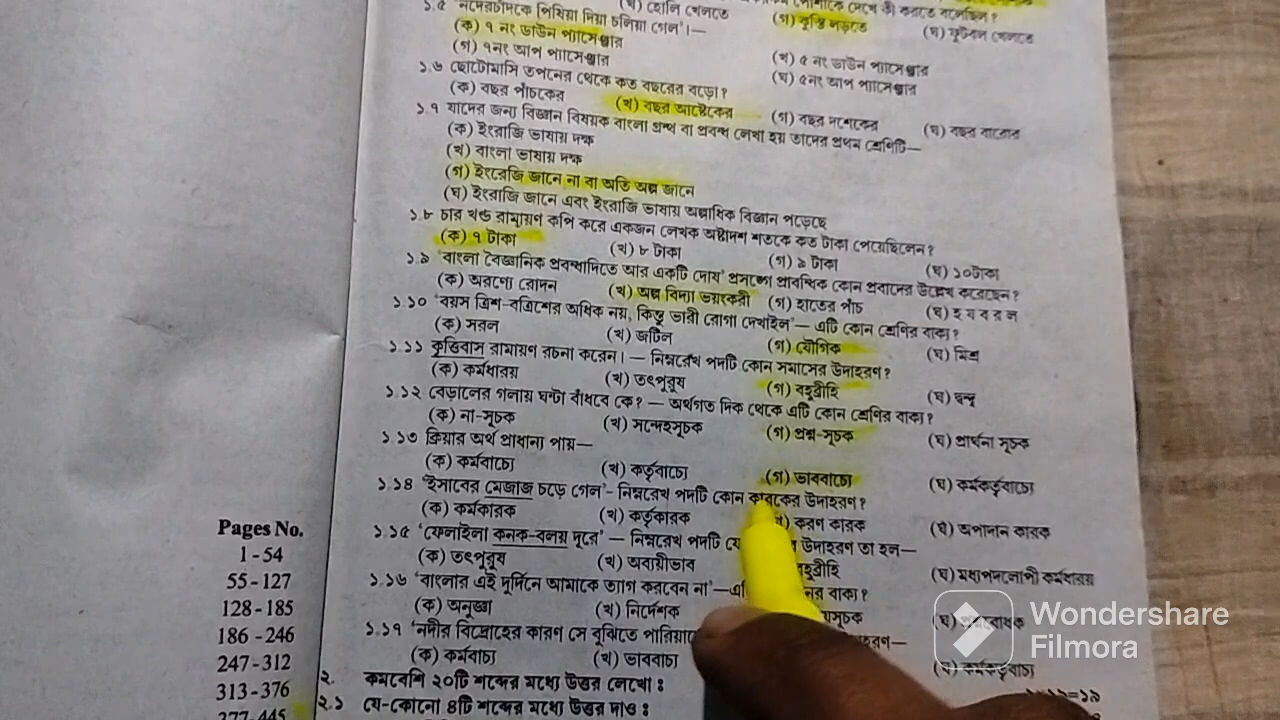 ১.৫ 'নদেরচাঁদকে পিষিয়া দিয়া চলিয়া গেল'।—
(খ) হোলি খেলতে
(গ) কুস্তি লড়তে
(ঘ) ফুটবল খেলতে
(ক) ৭ নং ডাউন প্যাসেঞ্জার
(খ) ৫ নং ডাউন প্যাসেঞ্জার
(গ) ৭নং আপ প্যাসেঞ্জার
(ঘ) ৫নং আপ প্যাসেঞ্জার
১.৬ ছোটোমাসি তপনের থেকে কত বছরের বড়ো?
(ক) বছর পাঁচকের (খ) বছর আষ্টেকের (গ) বছর দশেকের (ঘ) বছর বারোর
১.৭ যাদের জন্য বিজ্ঞান বিষয়ক বাংলা গ্রন্থ বা প্রবন্ধ লেখা হয় তাদের প্রথম শ্রেণিটি—
(ক) ইংরাজি ভাষায় দক্ষ
(খ) বাংলা ভাষায় দক্ষ
(গ) ইংরেজি জানে না বা অতি অল্প জানে
(ঘ) ইংরাজি জানে এবং ইংরাজি ভাষায় অল্পাধিক বিজ্ঞান পড়েছে
১.৮ চার খণ্ড রামায়ণ কপি করে একজন লেখক অষ্টাদশ শতকে কত টাকা পেয়েছিলেন?
(ক) ৭ টাকা (খ) ৮ টাকা (গ) ৯ টাকা (ঘ) ১০টাকা
১.৯ 'বাংলা বৈজ্ঞানিক প্রবন্ধাদিতে আর একটি দোষ' প্রসঙ্গে প্রাবন্ধিক কোন প্রবাদের উল্লেখ করেছেন?
(ক) অরণ্যে রোদন (খ) অল্প বিদ্যা ভয়ংকরী (গ) হাতের পাঁচ (ঘ) হ য ব র ল
১.১০ 'বয়স ত্রিশ-বত্রিশের অধিক নয়, কিন্তু ভারী রোগা দেখাইল'— এটি কোন শ্রেণির বাক্য?
(ক) সরল (খ) জটিল (গ) যৌগিক (ঘ) মিশ্র
১.১১ কৃত্তিবাস রামায়ণ রচনা করেন।— নিম্নরেখ পদটি কোন সমাসের উদাহরণ?
(ক) কর্মধারয় (খ) তৎপুরুষ (গ) বহুব্রীহি (ঘ) দ্বন্দ্ব
১.১২ বেড়ালের গলায় ঘন্টা বাঁধবে কে? — অর্থগত দিক থেকে এটি কোন শ্রেণির বাক্য?
(ক) না-সূচক (খ) সন্দেহসূচক (গ) প্রশ্ন-সূচক (ঘ) প্রার্থনা সূচক
১.১৩ ক্রিয়ার অর্থ প্রাধান্য পায়—
(ক) কর্মবাচ্যে (খ) কর্তৃবাচ্যে (গ) ভাববাচ্যে (ঘ) কর্মকর্তৃবাচ্যে
১.১৪ 'ইসাবের মেজাজ চড়ে গেল'- নিম্নরেখ পদটি কোন কারকের উদাহরণ?
(ক) কর্মকারক (খ) কর্তৃকারক করণ কারক (ঘ) অপাদান কারক
১.১৫ 'ফেলাইলা কনক-বলয় দূরে' — নিম্নরেখ পদটি উদাহরণ তা হল—
(ক) তৎপুরুষ (খ) অব্যয়ীভাব বহুব্রীহি (ঘ) মধ্যপদলোপী কর্মধারয়
১.১৬ 'বাংলার এই দুর্দিনে আমাকে ত্যাগ করবেন না'— বাক্য?
(ক) অনুজ্ঞা (খ) নির্দেশক
১.১৭ 'নদীর বিদ্রোহের কারণ সে বুঝিতে
(ক) কর্মবাচ্য (খ) ভাববাচ্য (ঘ) কর্মকর্তৃবাচ্য
২. কমবেশি ২০টি শব্দের মধ্যে উত্তর লেখো :
২.১ যে-কোনো ৪টি শব্দের মধ্যে উত্তর দাও :
Pages No.
1 - 54
55 - 127
128 - 185
186 - 246
247 - 312
313 - 376
377-445
Wondershare
Filmora